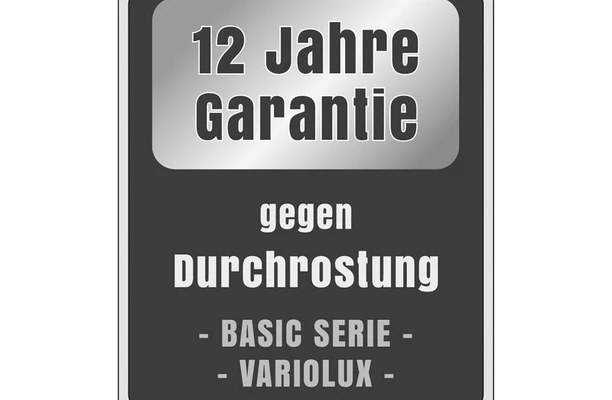 12 Jahre
Garantie
gegen
Durchrostung
- BASIC SERIE -
- VARIOLUX -